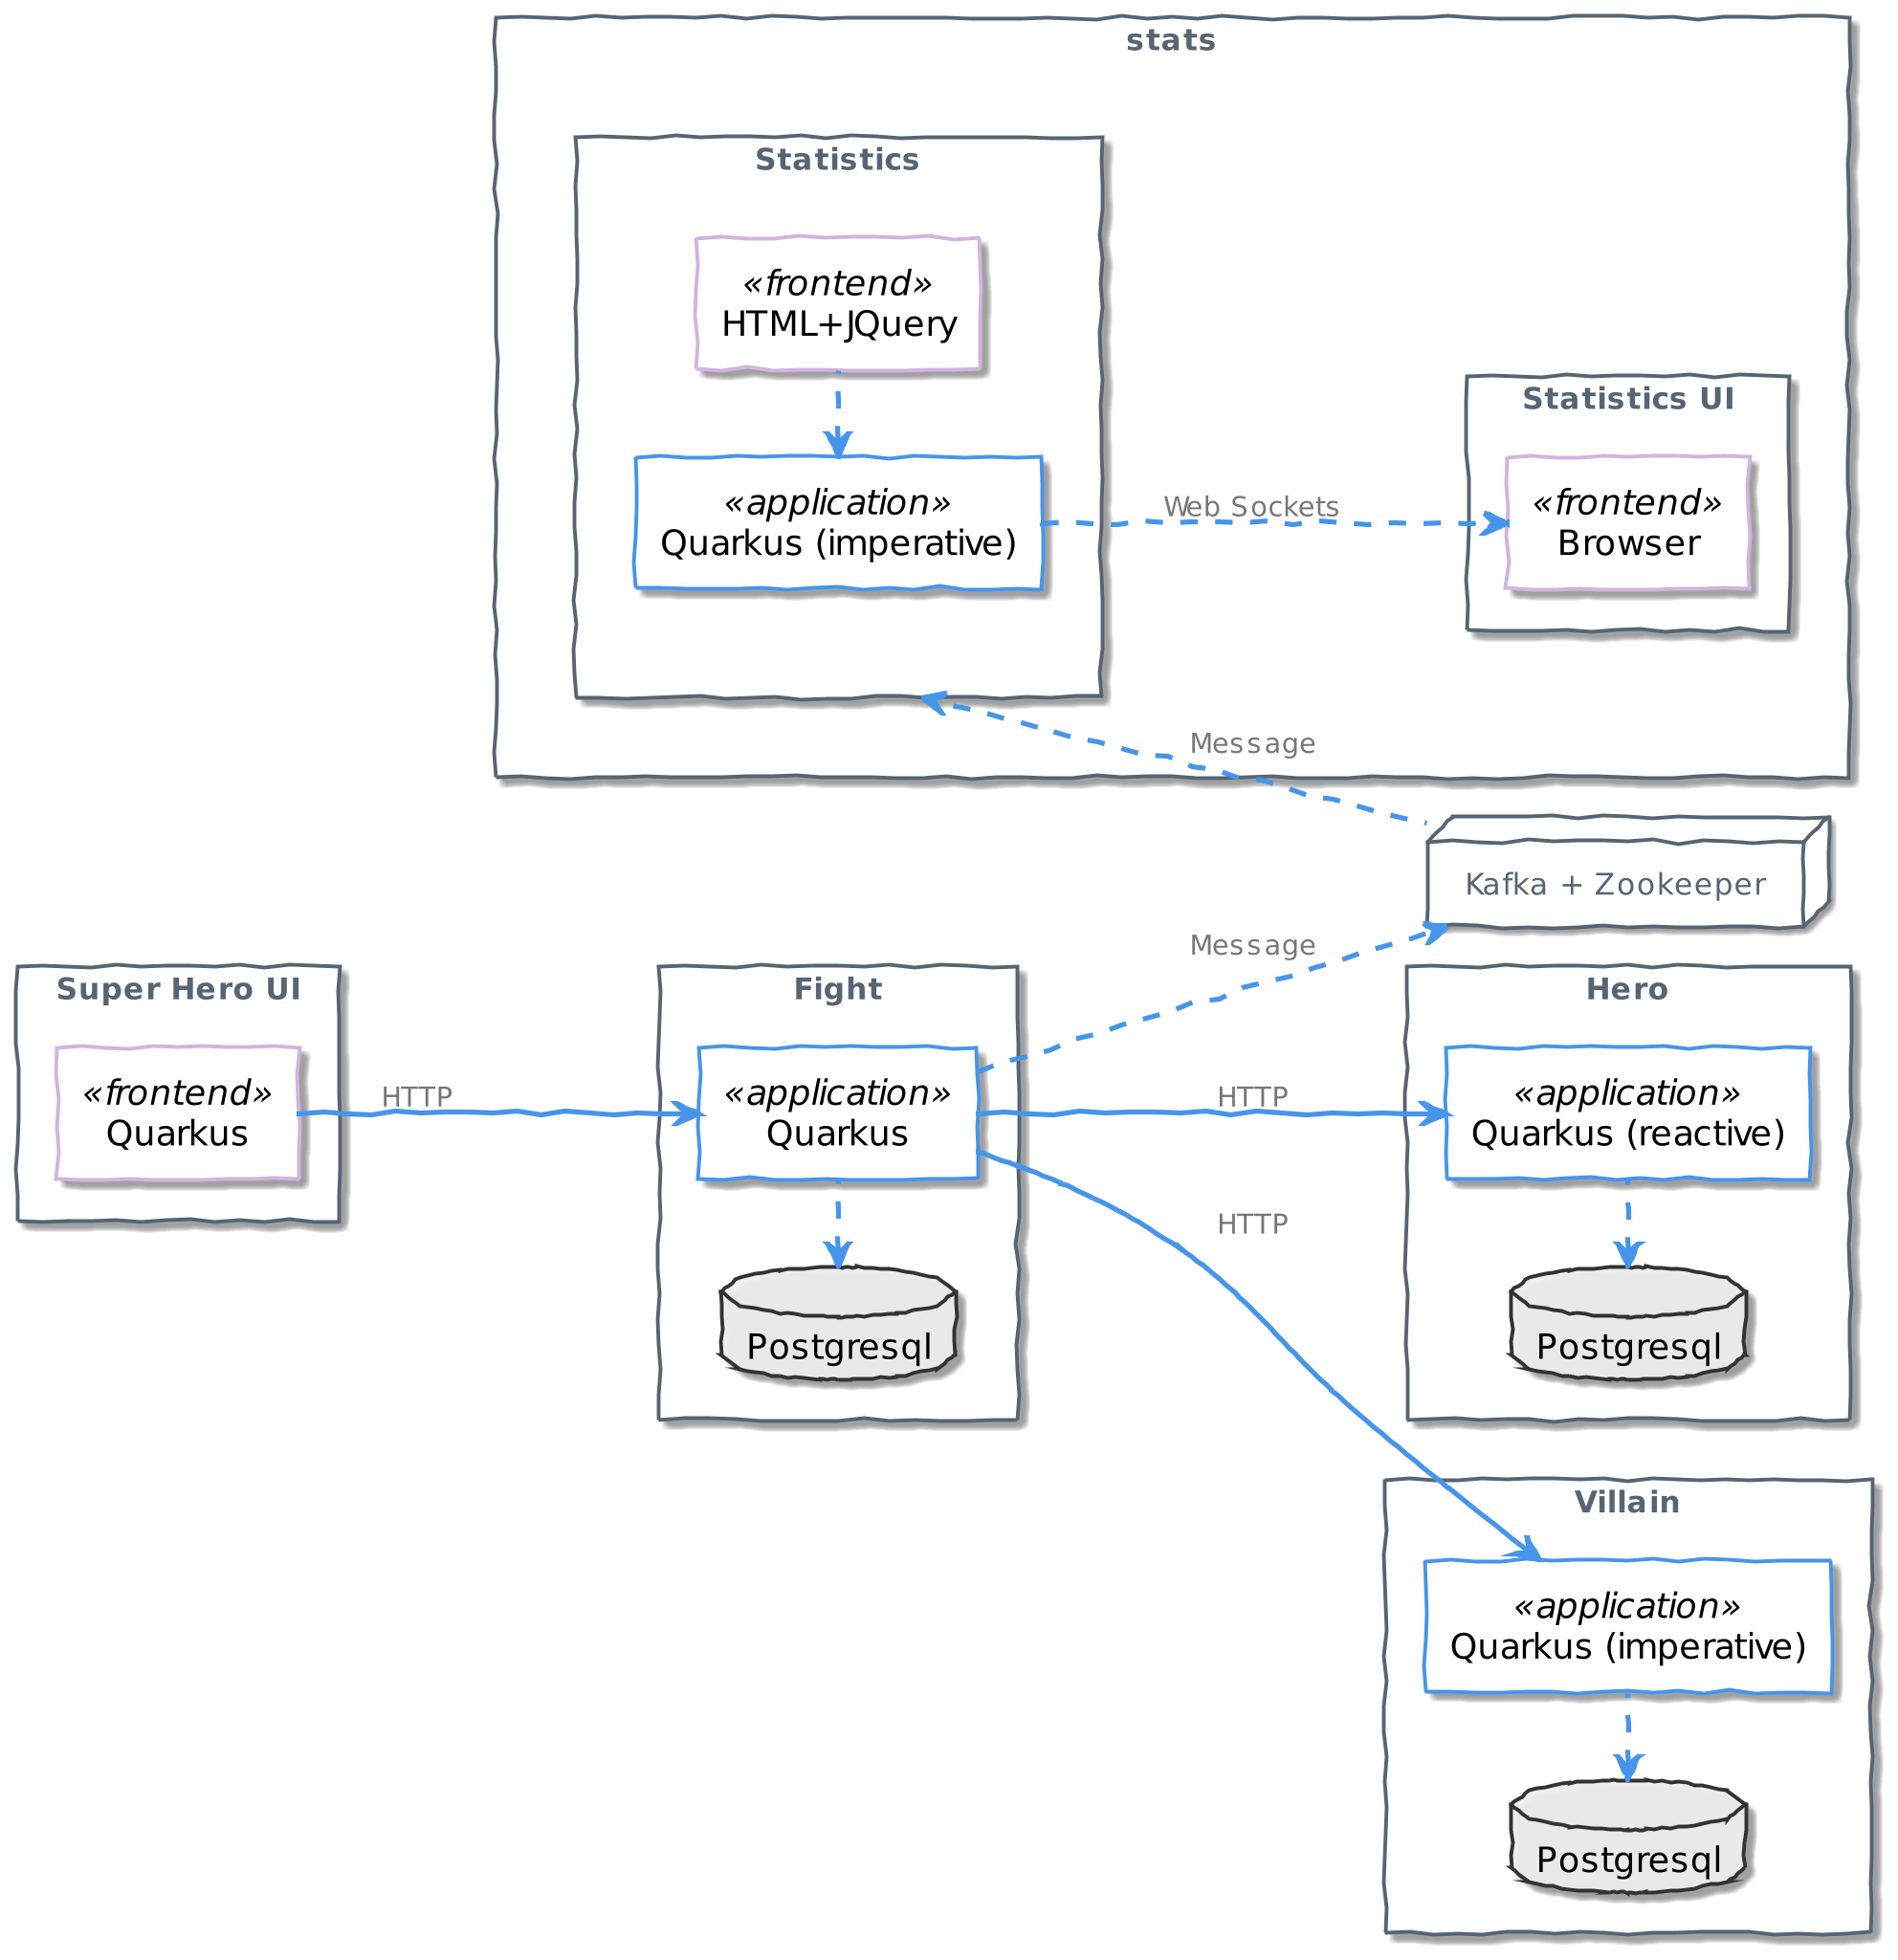 stats
Statistics
«frontend»
HTML+JQuery
Statistics UI
«application»
Quarkus (imperative)
Web Sockets
«frontend»
Browser
Message
Kafka + Zookeeper
Message
Super Hero UI
Fight
Hero
«frontend»
Quarkus
HTTP
«application»
Quarkus
HTTP
«application»
Quarkus (reactive)
HTTP
Postgresql
Postgresql
Villain
«application»
Quarkus (imperative)
Postgresql